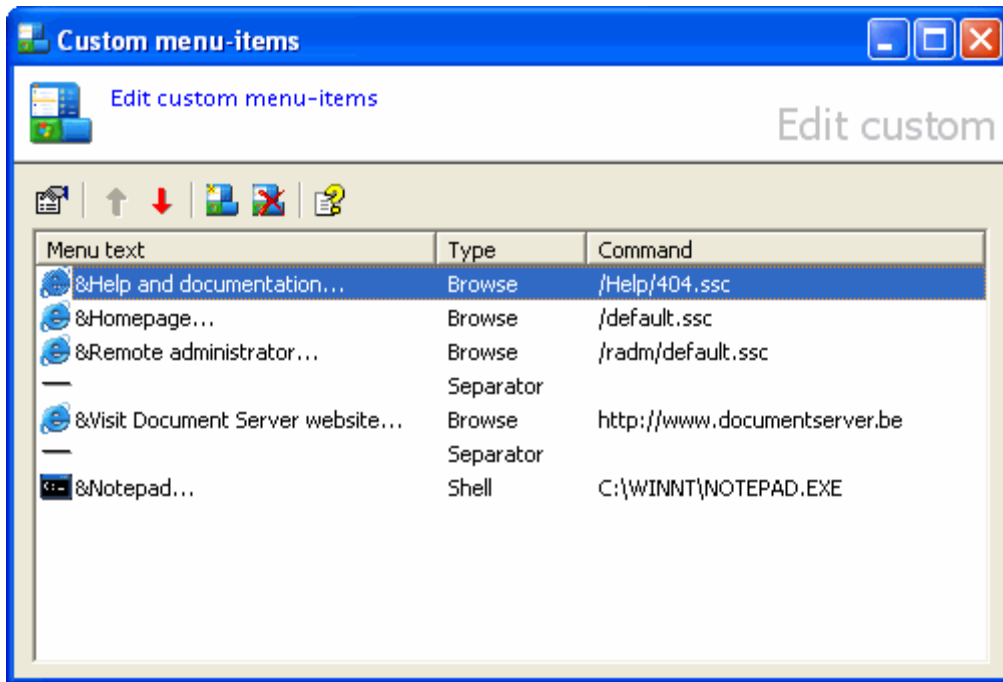 Custom menu-items
Edit custom menu-items
Edit custom
Menu text Type Command
&Help and documentation... Browse /Help/404.ssc
&Homepage... Browse /default.ssc
&Remote administrator... Browse /radm/default.ssc
Separator
&Visit Document Server website... Browse http://www.documentserver.be
Separator
&Notepad... Shell C:\WINNT\NOTEPAD.EXE